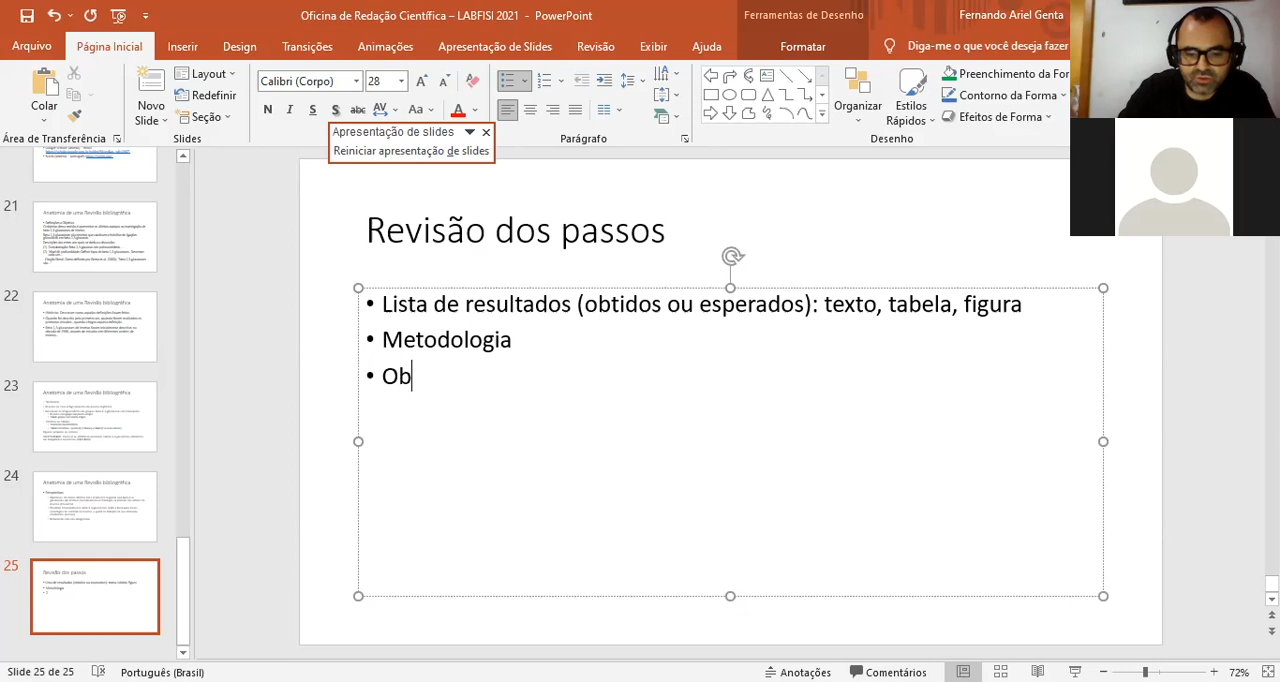 Oficina de Redação Científica – LABFISI 2021 - PowerPoint
Ferramentas de Desenho
Fernando Ariel Genta
Arquivo
Página Inicial
Inserir
Design
Transições
Animações
Apresentação de Slides
Revisão
Exibir
Ajuda
Formatar
Diga-me o que você deseja fazer
Colar
Novo
Slide
Layout
Redefinir
Seção
Calibri (Corpo)
28
N I S S abc AV Aa A
Organizar
Estilos
Rápidos
Preenchimento da For
Contorno da Forma
Efeitos de Forma
Área de Transferência
Slides
Parágrafo
Desenho
Apresentação de slides
Reiniciar apresentação de slides
21
Anatomia de uma Revisão bibliográfica
22
Anatomia de uma Revisão bibliográfica
23
Anatomia de uma Revisão bibliográfica
24
Anatomia de uma Revisão bibliográfica
25
Revisão dos passos
Revisão dos passos
• Lista de resultados (obtidos ou esperados): texto, tabela, figura
• Metodologia
• Ob
Slide 25 de 25
Português (Brasil)
Anotações
Comentários
72%